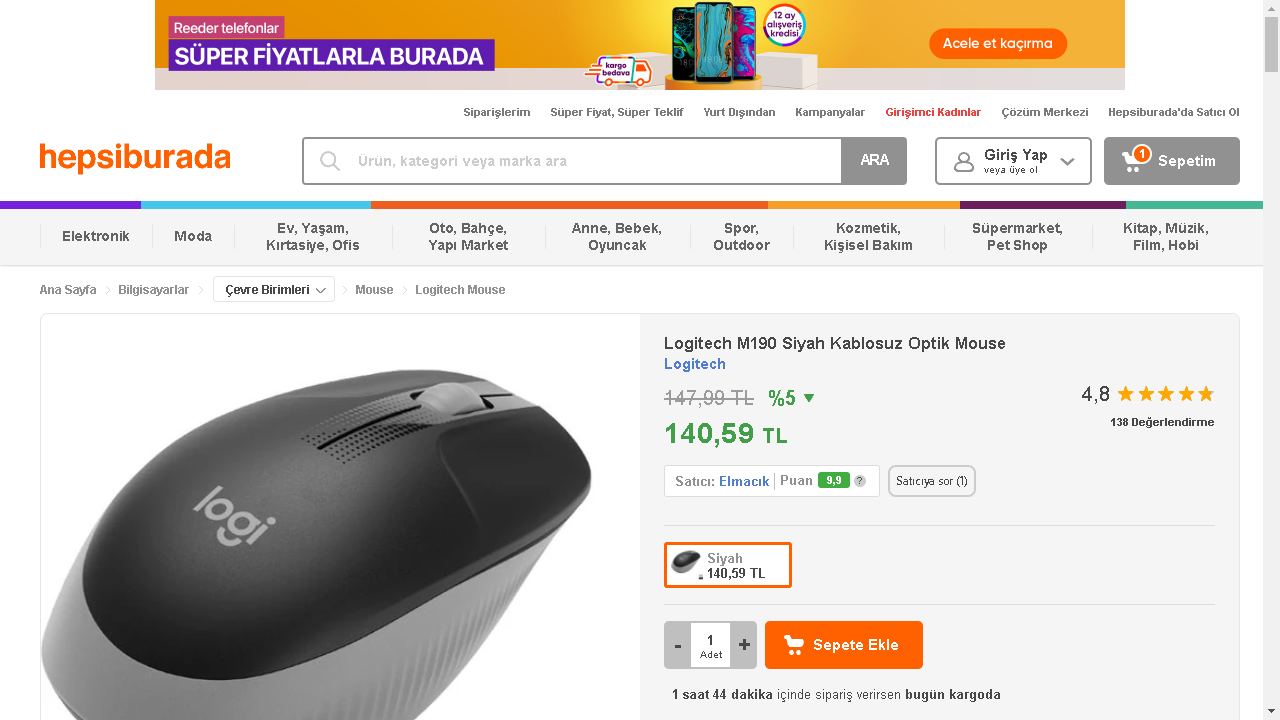 Reeder telefonlar
SÜPER FİYATLARLA BURADA
kargo
bedava
12 ay
alışveriş
kredisi
Acele et kaçırma
Siparişlerim
Süper Fiyat, Süper Teklif
Yurt Dışından
Kampanyalar
Girişimci Kadınlar
Çözüm Merkezi
Hepsiburada'da Satıcı Ol
hepsiburada
Ürün, kategori veya marka ara
ARA
Giriş Yap
veya üye ol
1
Sepetim
Elektronik
Moda
Ev, Yaşam,
Kırtasiye, Ofis
Oto, Bahçe,
Yapı Market
Anne, Bebek,
Oyuncak
Spor,
Outdoor
Kozmetik,
Kişisel Bakım
Süpermarket,
Pet Shop
Kitap, Müzik,
Film, Hobi
Ana Sayfa
Bilgisayarlar
Çevre Birimleri
Mouse
Logitech Mouse
logi
Logitech M190 Siyah Kablosuz Optik Mouse
Logitech
147,99 TL %5
4,8
140,59 TL
138 Değerlendirme
Satıcı: Elmacık
Puan 9,9 ?
Satıcıya sor (1)
Siyah
140,59 TL
-
1
Adet
+
Sepete Ekle
1 saat 44 dakika içinde sipariş verirsen bugün kargoda